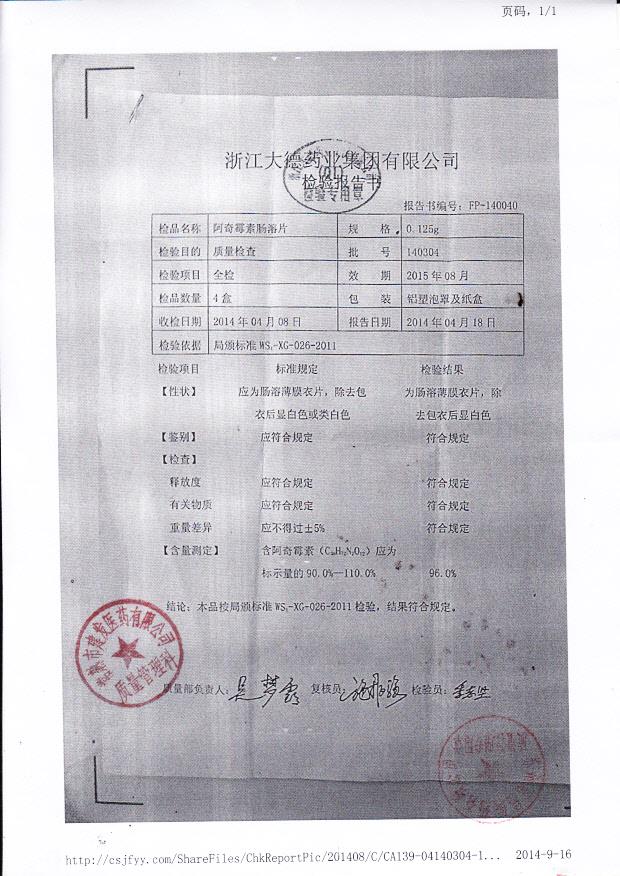 页码，1/1
浙江大德药业集团有限公司
检验报告书
报告书编号：FP-140040
检品名称 阿奇霉素肠溶片 规 格 0.125g
检验目的 质量检查 批 号 140304
检验项目 全检 效 期 2015年08月
检品数量 4盒 包 装 铝塑泡罩及纸盒
收检日期 2014年04月08日 报告日期 2014年04月18日
检验依据 局颁标准WS₁-XG-026-2011
检验项目 标准规定 检验结果
【性状】 应为肠溶薄膜衣片，除去包 为肠溶薄膜衣片，除
衣后显白色或类白色 去包衣后显白色
【鉴别】 应符合规定 符合规定
【检查】
释放度 应符合规定 符合规定
有关物质 应符合规定 符合规定
重量差异 应不得过±5% 符合规定
【含量测定】 含阿奇霉素（C₃₈H₇₂N₂O₁₂）应为
标示量的90.0%—110.0% 96.0%
结论：本品按局颁标准WS₁-XG-026-2011检验，结果符合规定。
医药有限公司
质量管理科
质量部负责人： 复核员： 检验员：
http://csjfyy.com/ShareFiles/ChkReportPic/201408/C/CA139-04140304-1... 2014-9-16